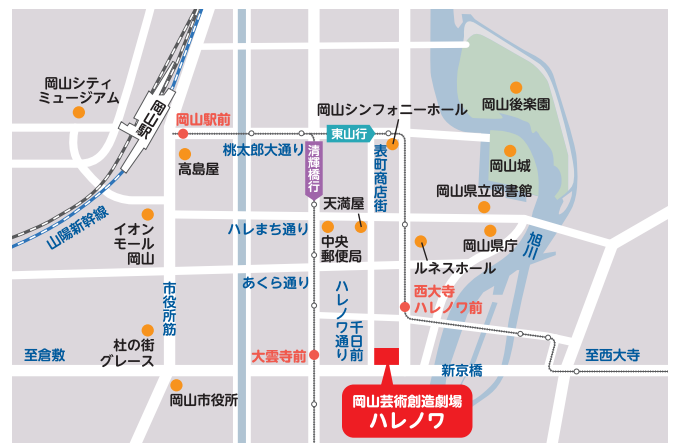 岡山シティ
ミュージアム
岡山駅
岡山駅前
東山行
岡山シンフォニーホール
岡山後楽園
高島屋
桃太郎大通り
清輝橋行
表町商店街
岡山城
岡山県立図書館
山陽新幹線
イオン
モール
岡山
ハレまち通り
天満屋
中央
郵便局
岡山県庁
旭川
ルネスホール
市役所筋
あくら通り
ハレノワ通り
千日前
西大寺
ハレノワ前
杜の街
グレース
至倉敷
大雲寺前
新京橋
至西大寺
岡山市役所
岡山芸術創造劇場
ハレノワ